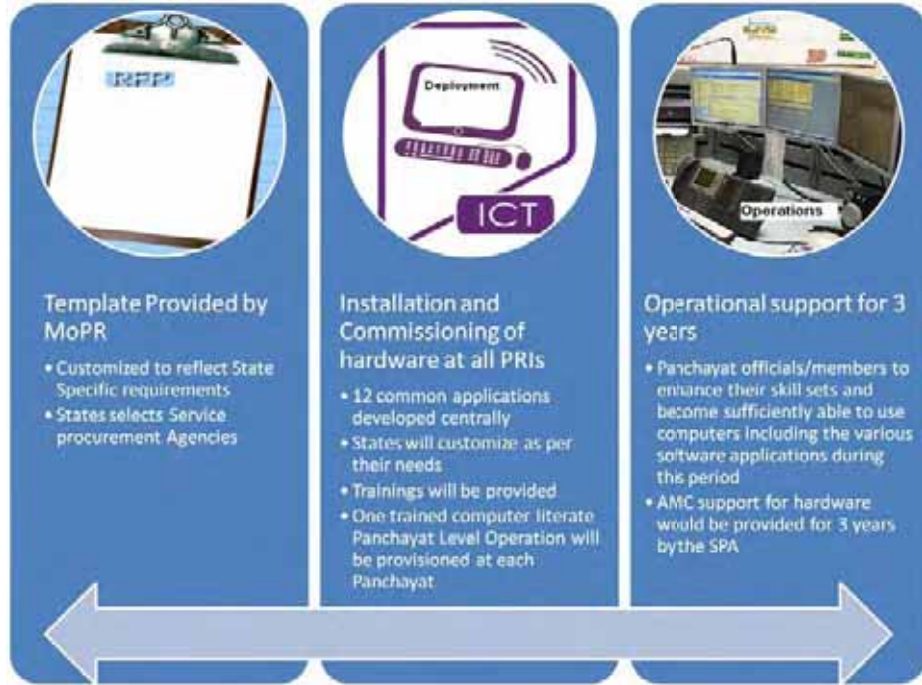 RFP
Template Provided by
MoPR
• Customized to reflect State
Specific requirements
• States selects Service
procurement Agencies
Deployment
ICT
Installation and
Commissioning of
hardware at all PRIs
• 12 common applications
developed centrally
• States will customize as per
their needs
• Trainings will be provided
• One trained computer literate
Panchayat Level Operation will
be provisioned at each
Panchayat
Operations
Operational support for 3
years
• Panchayat officials/members to
enhance their skill sets and
become sufficiently able to use
computers including the various
software applications during
this period
• AMC support for hardware
would be provided for 3 years
bythe SPA